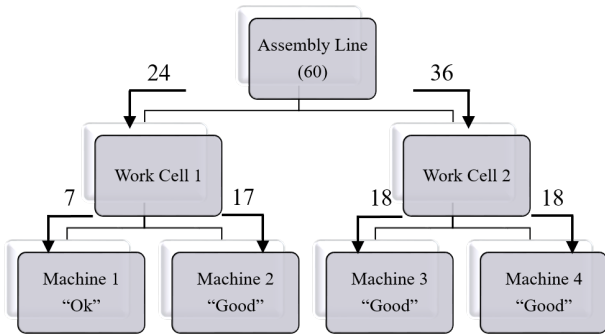 Assembly Line
(60)
24
36
Work Cell 1
Work Cell 2
7
17
18
18
Machine 1
“Ok”
Machine 2
“Good”
Machine 3
“Good”
Machine 4
“Good”